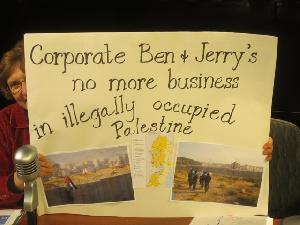 Corporate Ben & Jerry's
no more business
in illegally occupied
Palestine